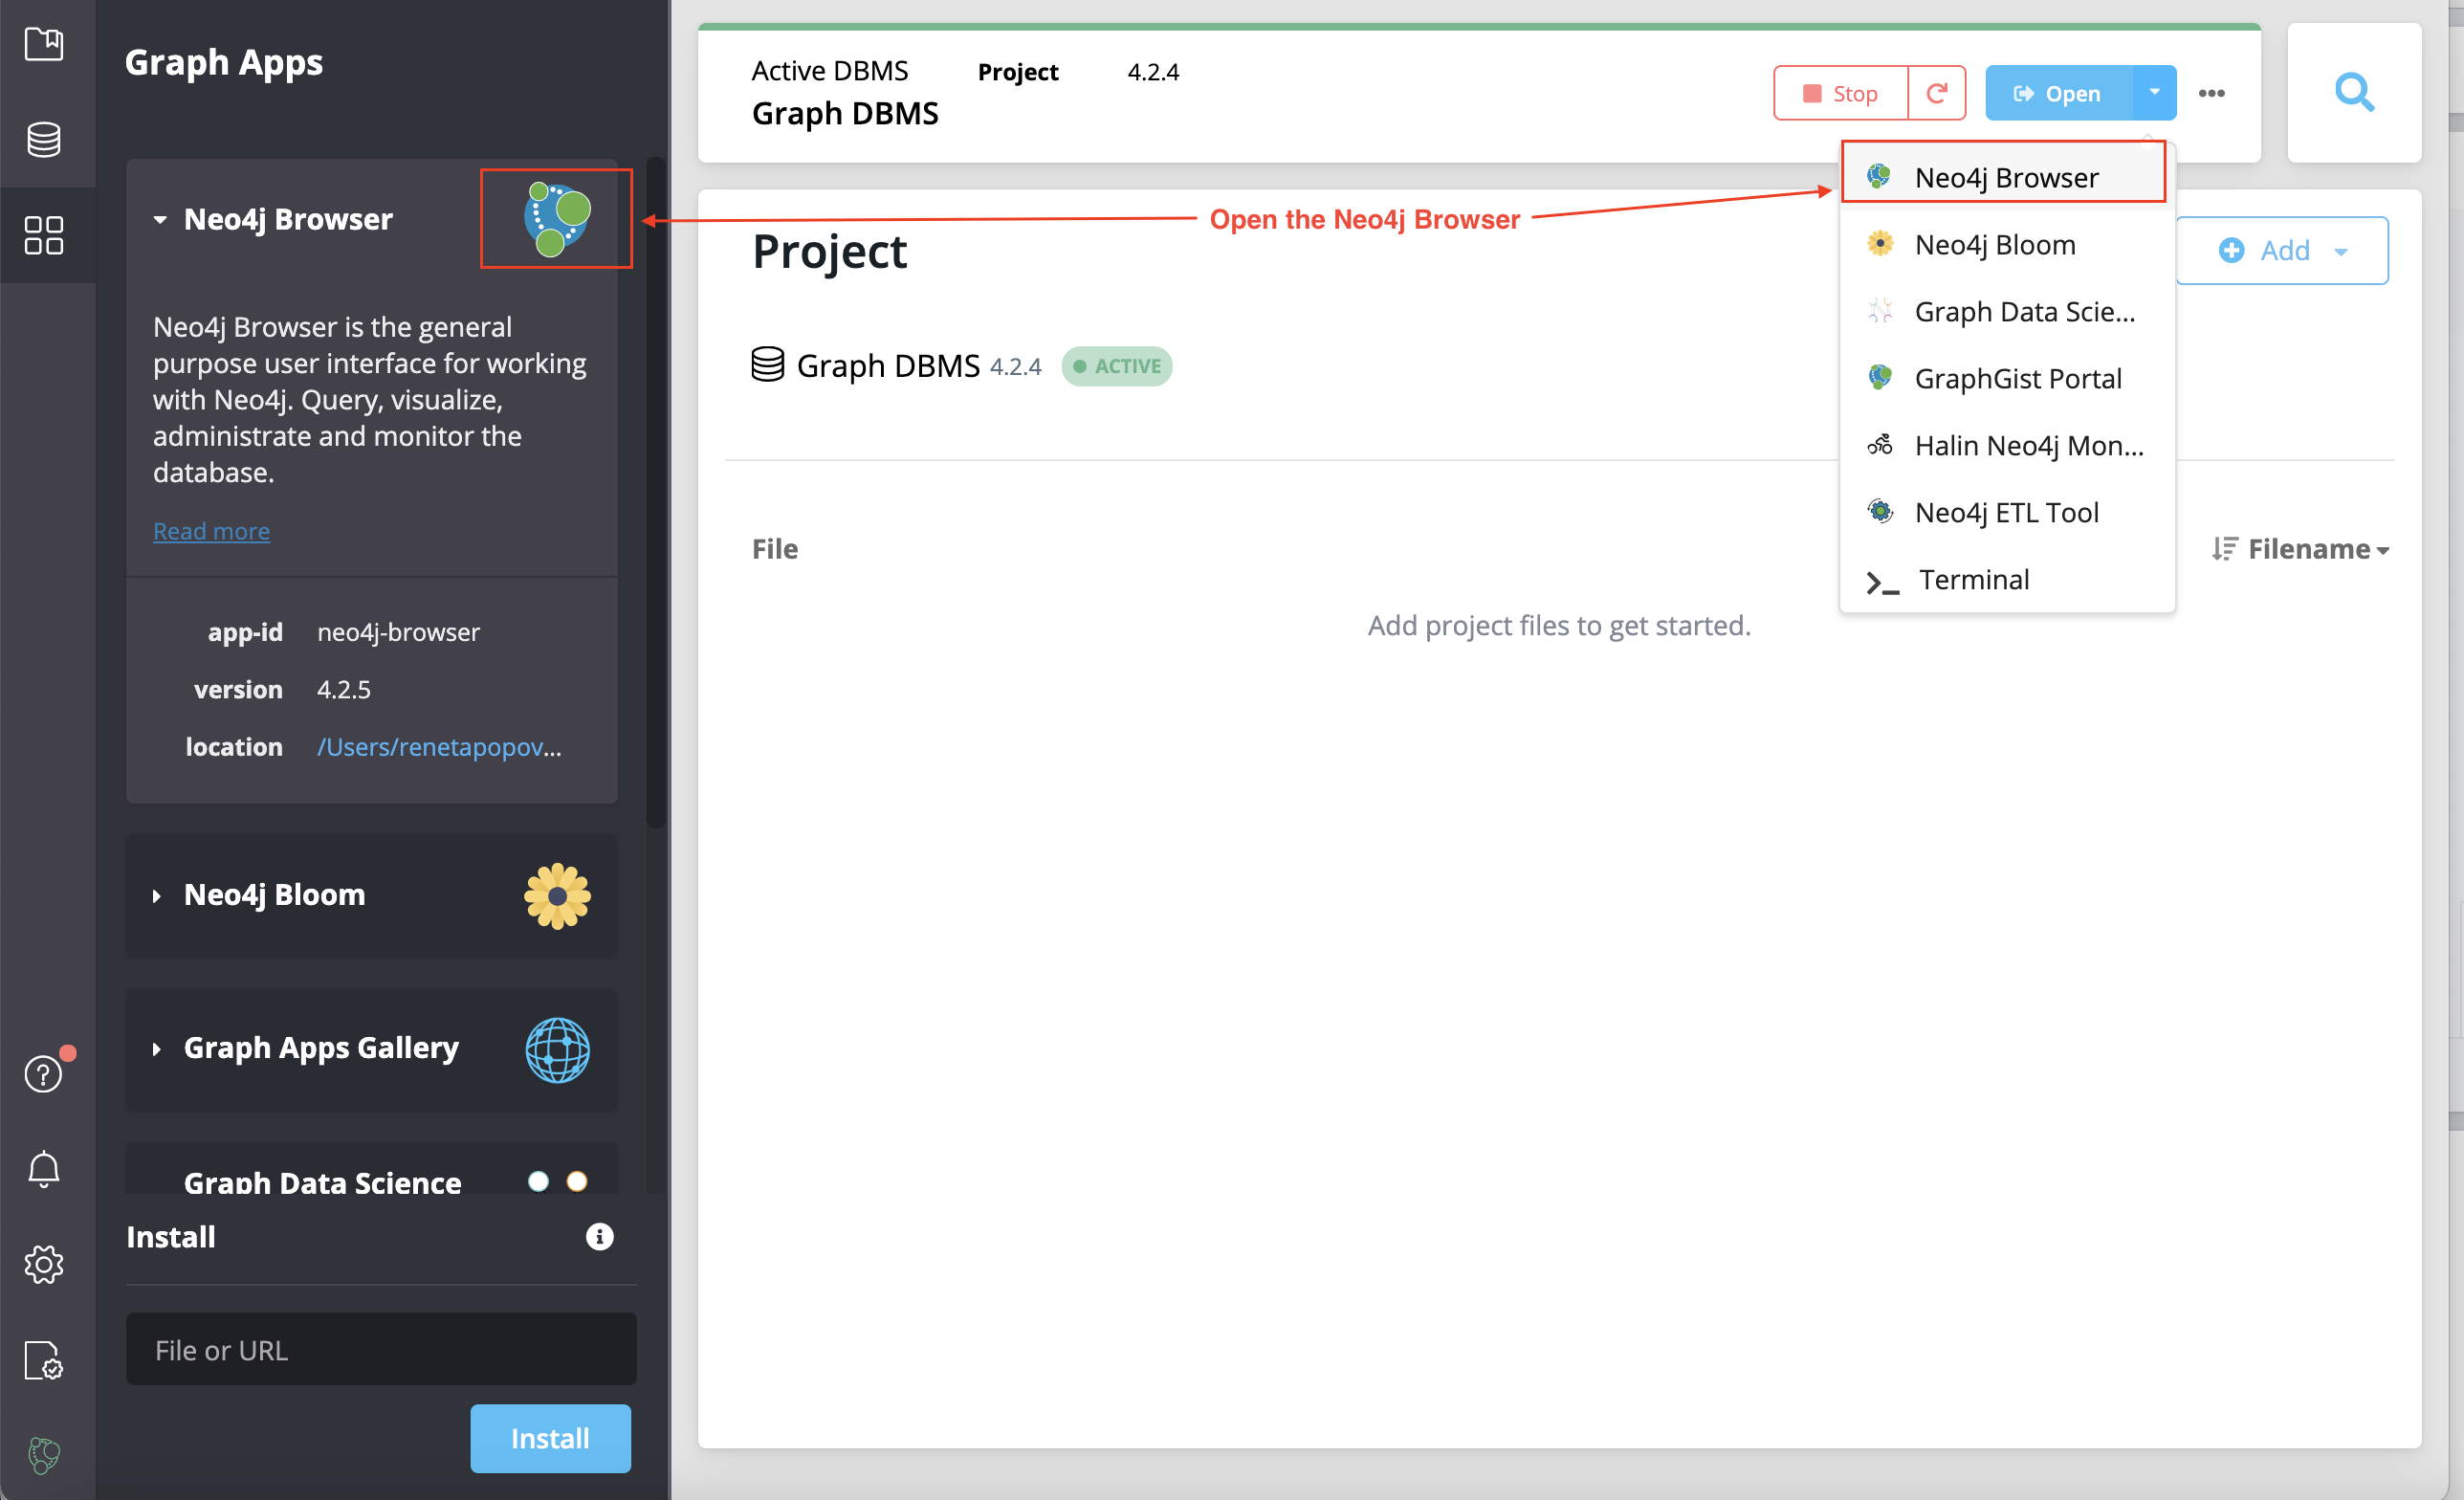 Graph Apps
Neo4j Browser
Neo4j Browser is the general
purpose user interface for working
with Neo4j. Query, visualize,
administrate and monitor the
database.
Read more
app-id neo4j-browser
version 4.2.5
location /Users/renetapopov...
Neo4j Bloom
Graph Apps Gallery
Graph Data Science
Install
File or URL
Install
Active DBMS Project 4.2.4
Graph DBMS
Stop
Open
Open the Neo4j Browser
Neo4j Browser
Neo4j Bloom
Graph Data Scie...
GraphGist Portal
Halin Neo4j Mon...
Neo4j ETL Tool
Terminal
Project
Add
Graph DBMS 4.2.4 ACTIVE
File
Filename
Add project files to get started.